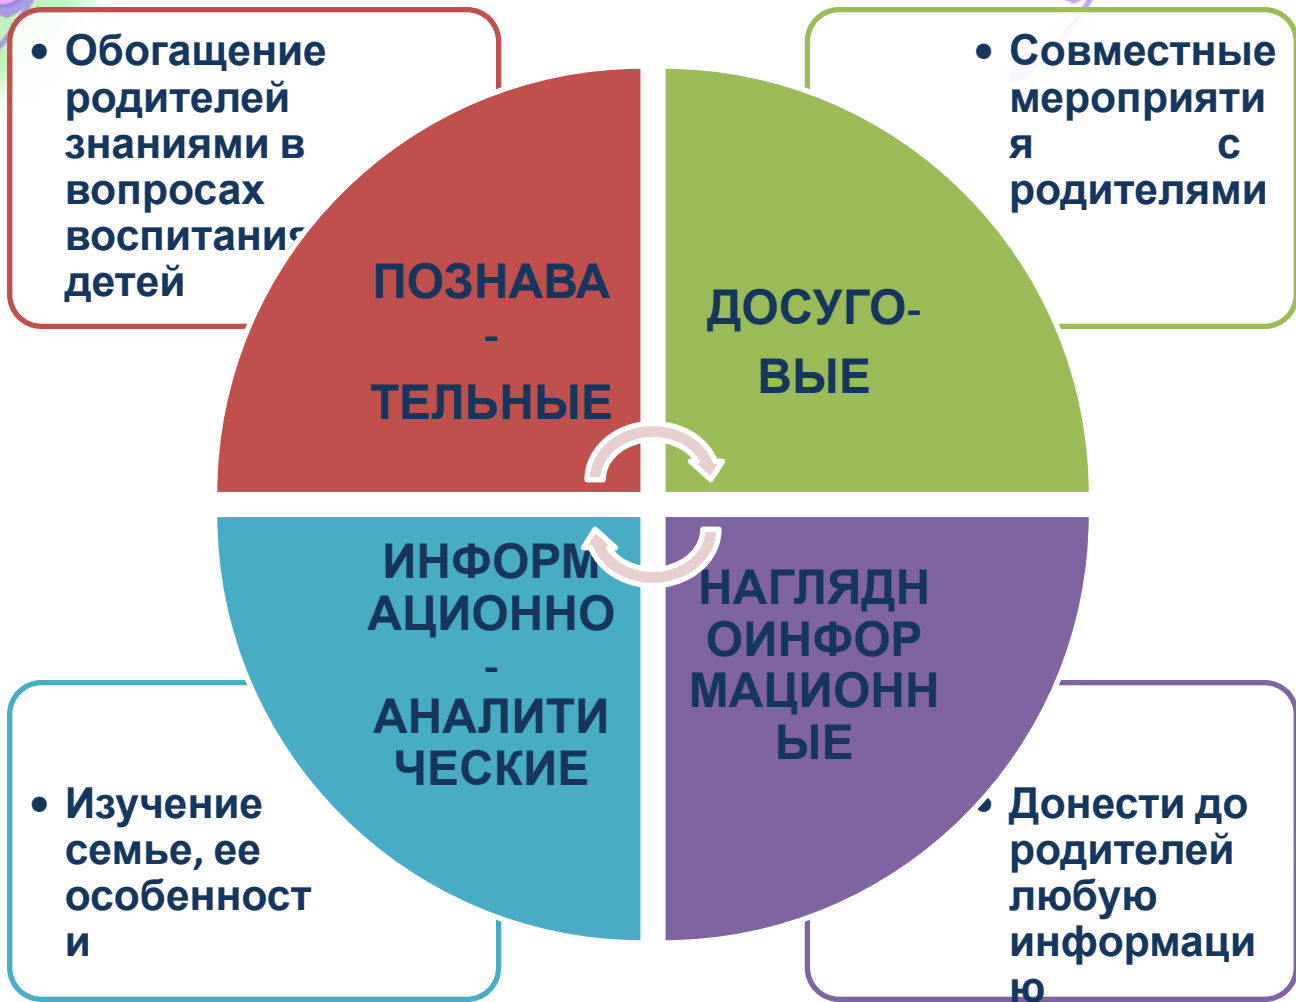 • Обогащение
родителей
знаниями в
вопросах
воспитания
детей
• Совместные
мероприяти
я с
родителями
ПОЗНАВА
-
ТЕЛЬНЫЕ
ДОСУГО-
ВЫЕ
ИНФОРМ
АЦИОННО
-
АНАЛИТИ
ЧЕСКИЕ
НАГЛЯДН
ОИНФОР
МАЦИОНН
ЫЕ
• Изучение
семье, ее
особенност
и
• Донести до
родителей
любую
информаци
ю